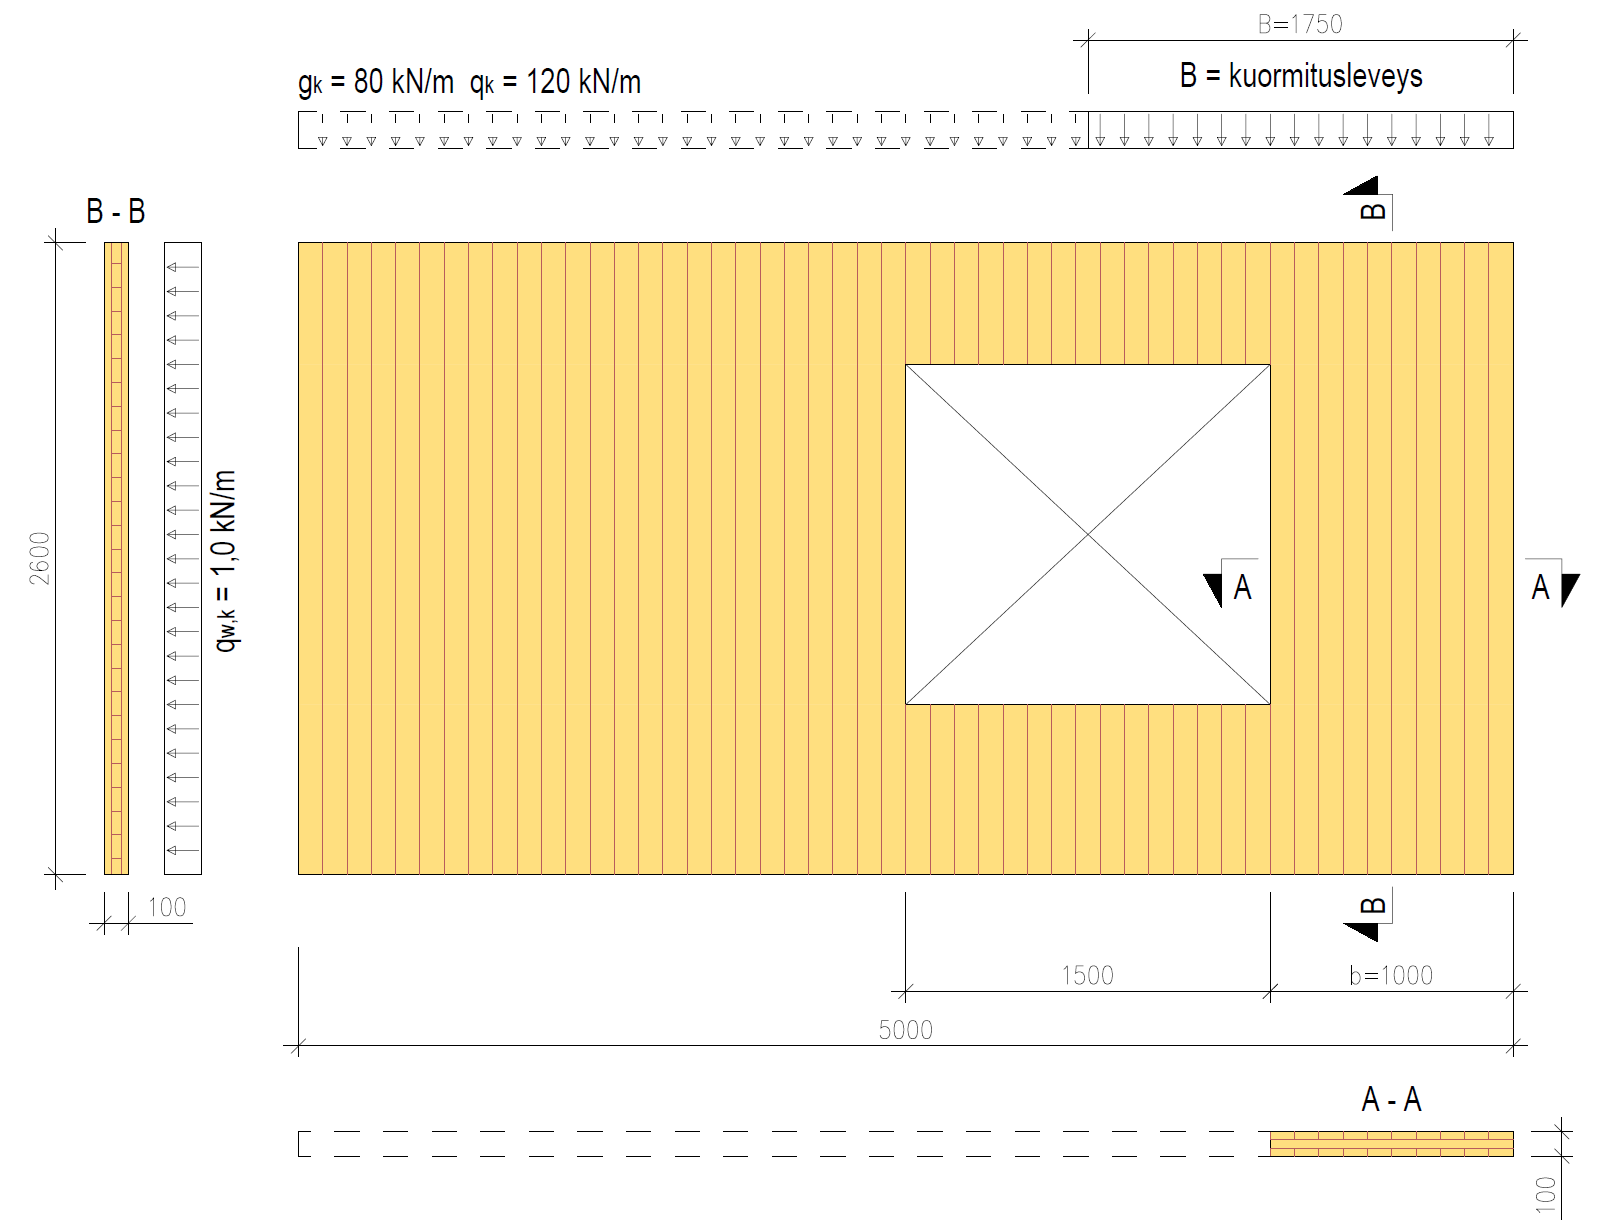 B=1750
gk = 80 kN/m qk = 120 kN/m
B = kuormitusleveys
B
B - B
2600
qw,k = 1,0 kN/m
A
A
100
B
1500
b=1000
5000
A - A
100